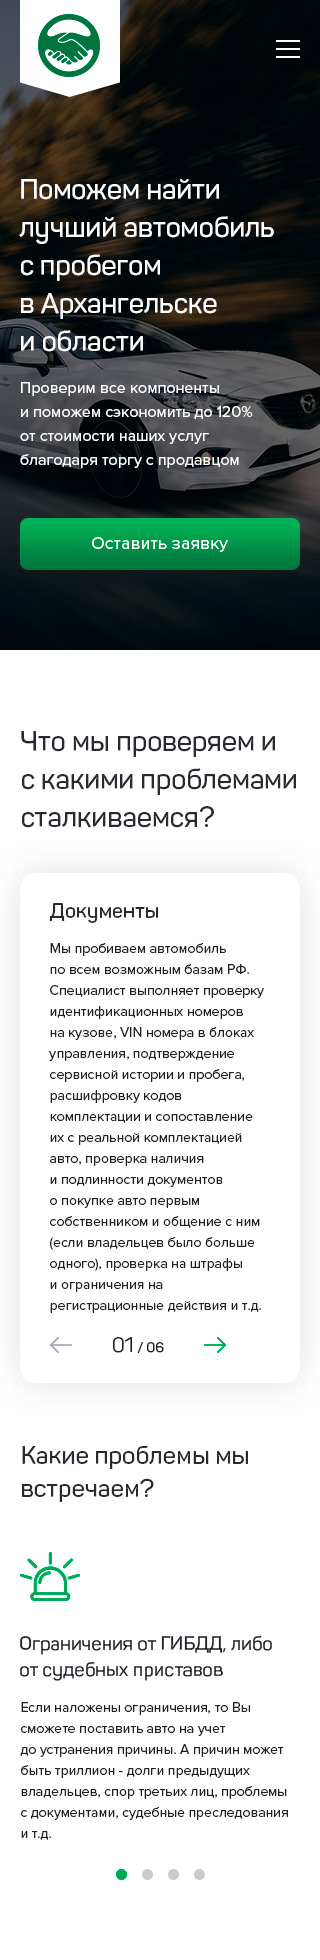 Поможем найти
лучший автомобиль
с пробегом
в Архангельске
и области
Проверим все компоненты
и поможем сэкономить до 120%
от стоимости наших услуг
благодаря торгу с продавцом
Оставить заявку
Что мы проверяем и
с какими проблемами
сталкиваемся?
Документы
Мы пробиваем автомобиль
по всем возможным базам РФ.
Специалист выполняет проверку
идентификационных номеров
на кузове, VIN номера в блоках
управления, подтверждение
сервисной истории и пробега,
расшифровку кодов
комплектации и сопоставление
их с реальной комплектацией
авто, проверка наличия
и подлинности документов
о покупке авто первым
собственником и общение с ним
(если владельцев было больше
одного), проверка на штрафы
и ограничения на
регистрационные действия и т.д.
01 / 06
Какие проблемы мы
встречаем?
Ограничения от ГИБДД, либо
от судебных приставов
Если наложены ограничения, то Вы
сможете поставить авто на учет
до устранения причины. А причин может
быть триллион - долги предыдущих
владельцев, спор третьих лиц, проблемы
с документами, судебные преследования
и т.д.